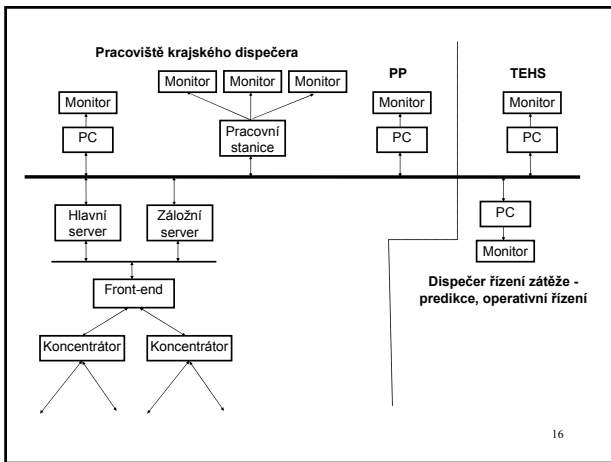 Pracoviště krajského dispečera
Monitor
Monitor
Monitor
PP
TEHS
Monitor
Monitor
Monitor
PC
Pracovní
stanice
PC
PC
Hlavní
server
Záložní
server
PC
Monitor
Front-end
Dispečer řízení zátěže -
predikce, operativní řízení
Koncentrátor
Koncentrátor
16